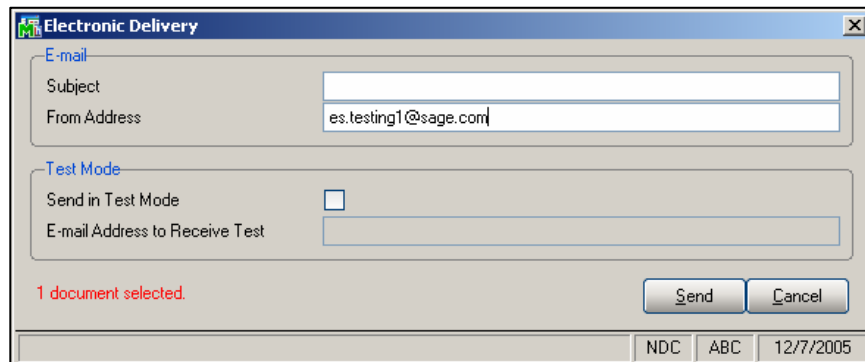 Electronic Delivery
E-mail
Subject
From Address es.testing1@sage.com
Test Mode
Send in Test Mode
E-mail Address to Receive Test
1 document selected. Send Cancel
NDC ABC 12/7/2005